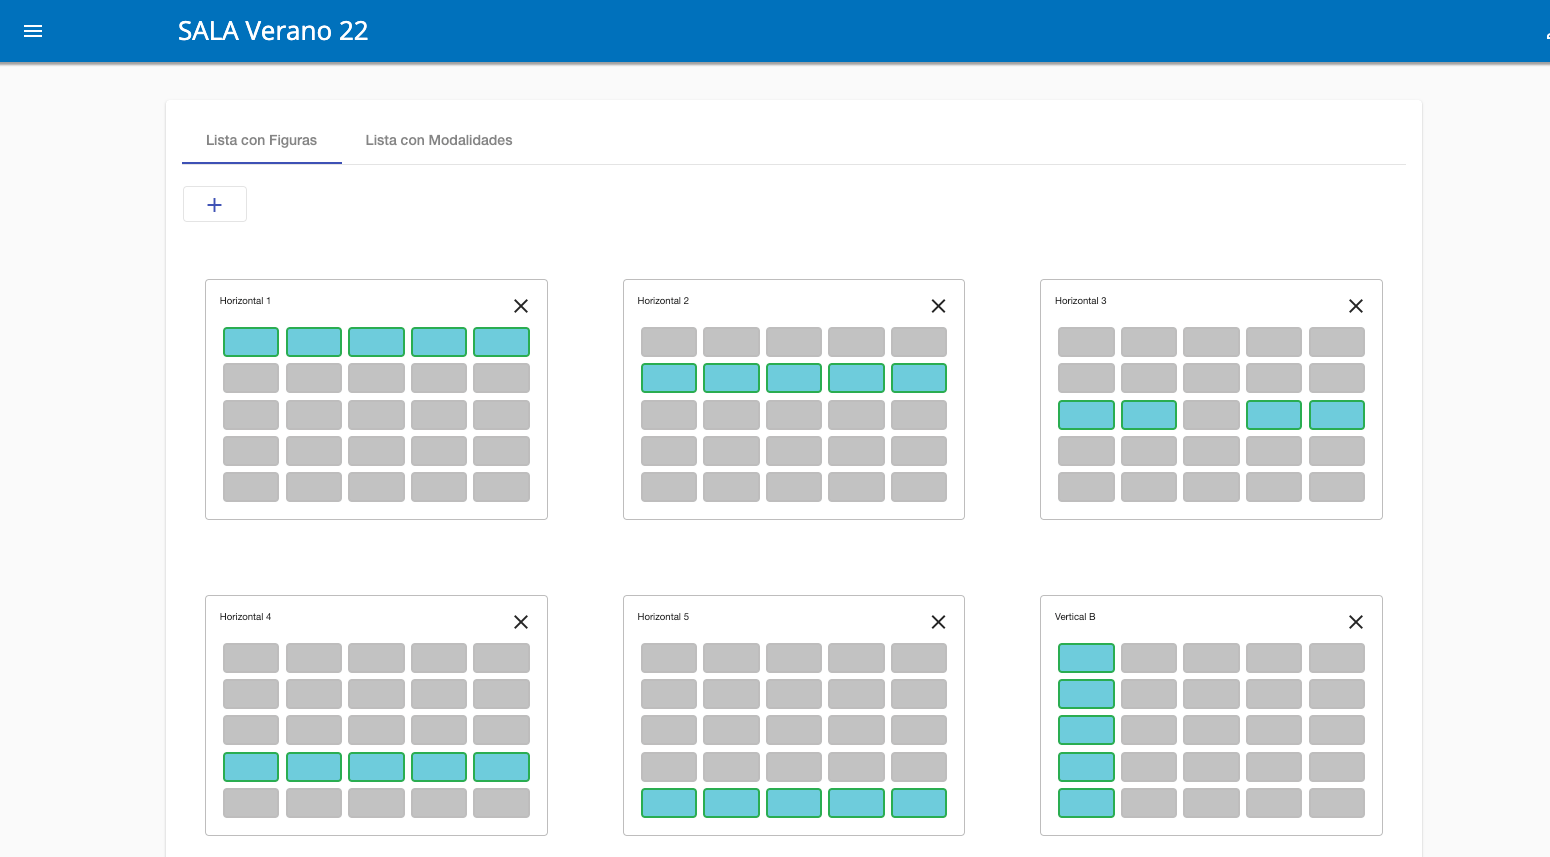 SALA Verano 22
Lista con Figuras
Lista con Modalidades
Horizontal 1
Horizontal 2
Horizontal 3
Horizontal 4
Horizontal 5
Vertical B